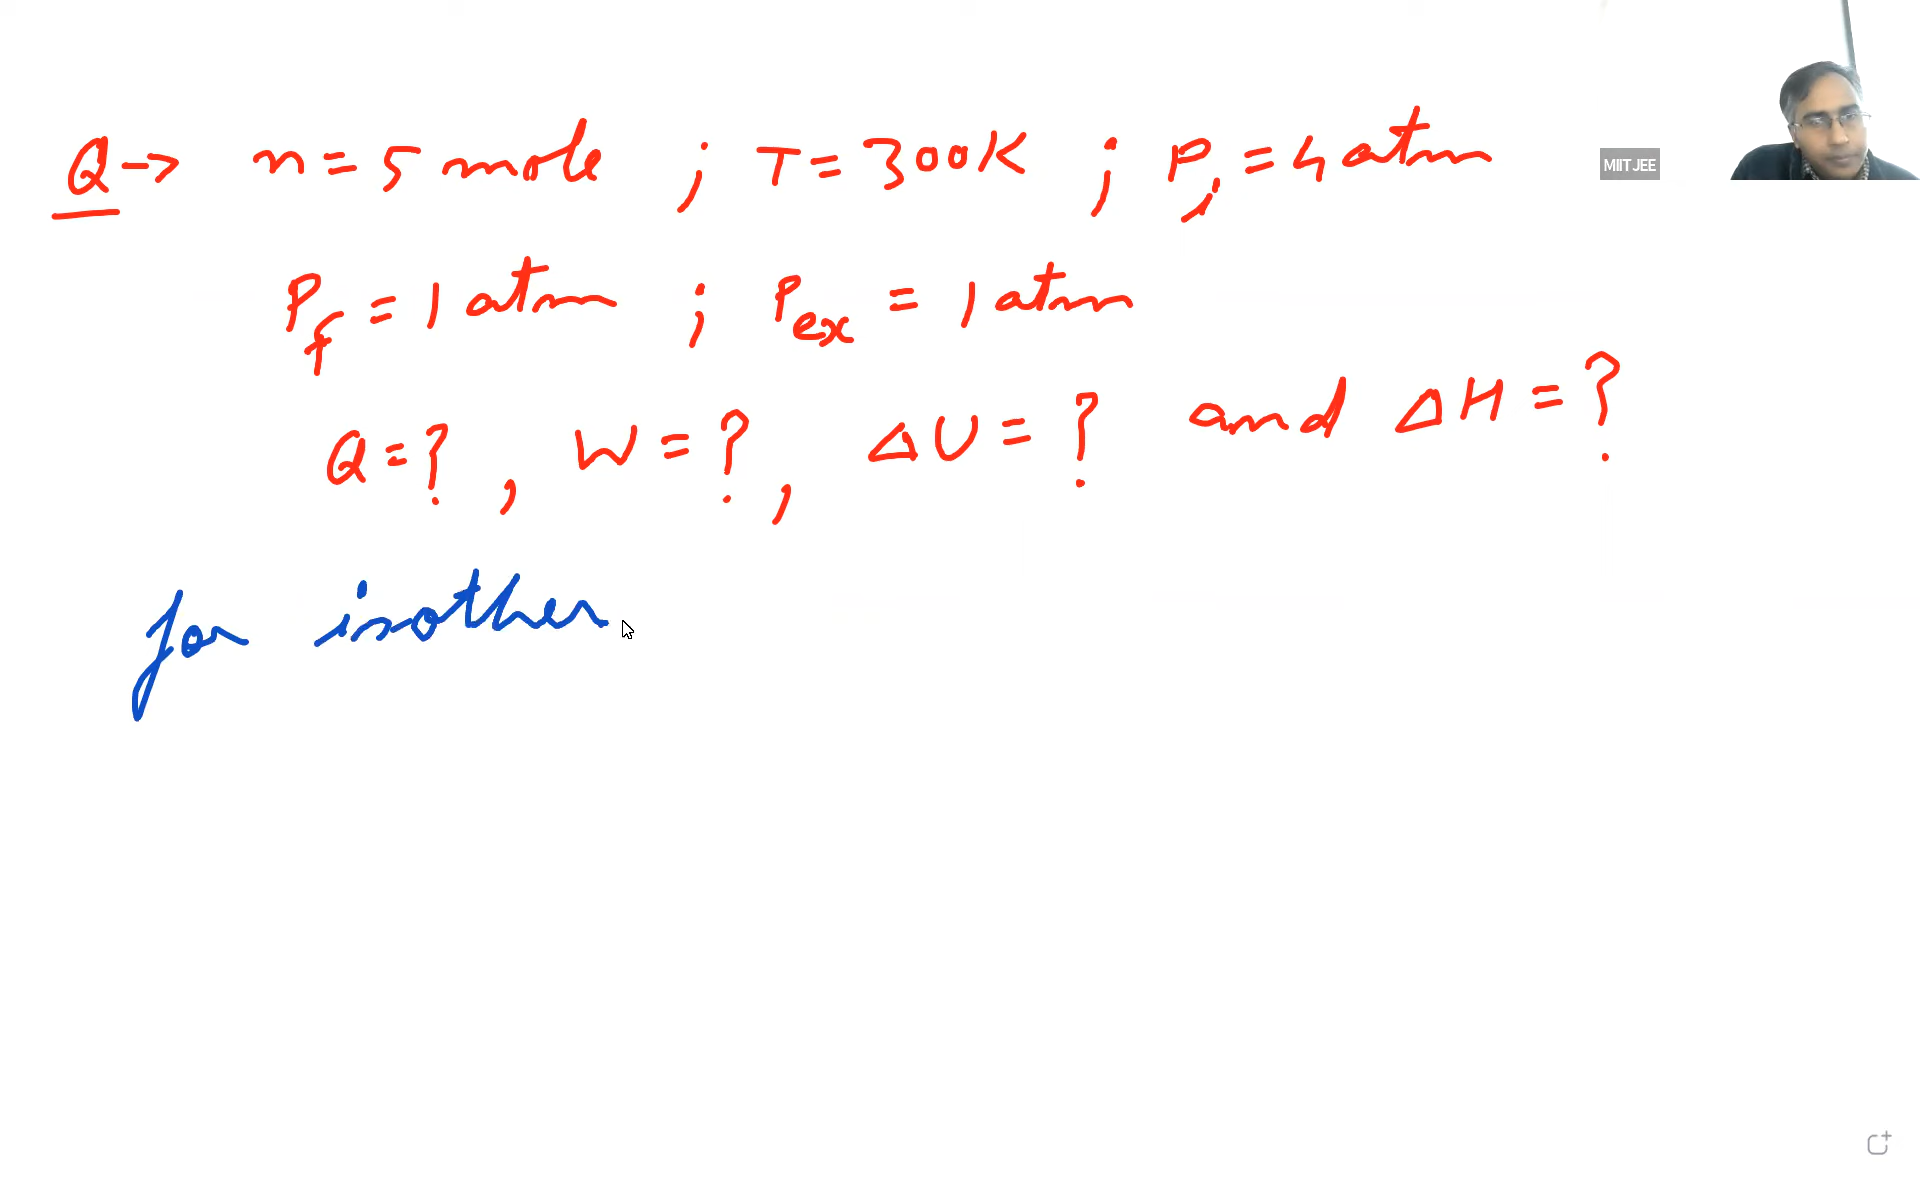 Q → n = 5 mole ; T = 300K ; Pi = 4 atm
MIIT JEE
Pf = 1 atm ; Pex = 1 atm
Q = ? , W = ? , ΔU = ? and ΔH = ?
for isother